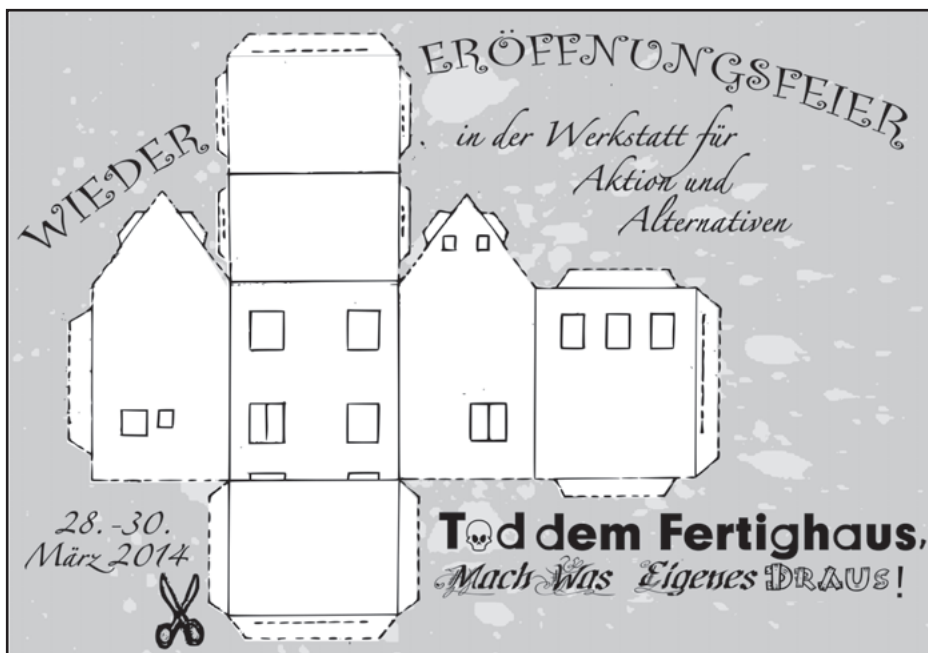 WIEDER
ERÖFFNUNGSFEIER
in der Werkstatt für
Aktion und
Alternativen
28.-30.
März 2014
Tod dem Fertighaus,
Mach Was Eigenes DRAUS!